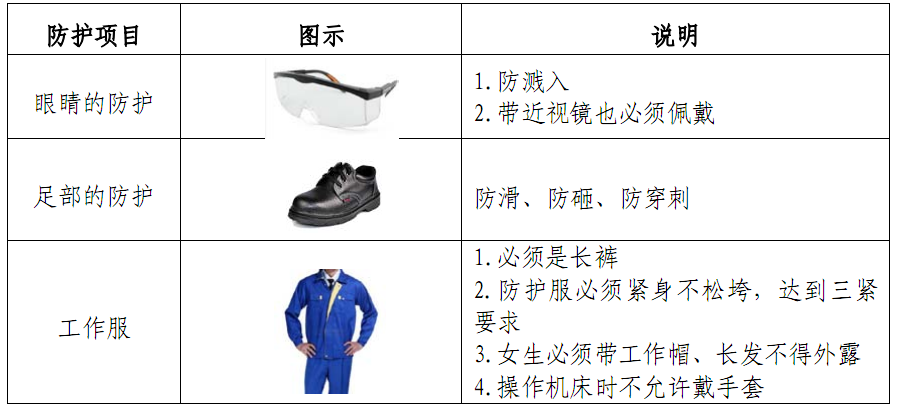 防护项目
图示
说明
眼睛的防护
1.防溅入
2.带近视镜也必须佩戴
足部的防护
防滑、防砸、防穿刺
工作服
1.必须是长裤
2.防护服必须紧身不松垮，达到三紧
要求
3.女生必须带工作帽、长发不得外露
4.操作机床时不允许戴手套